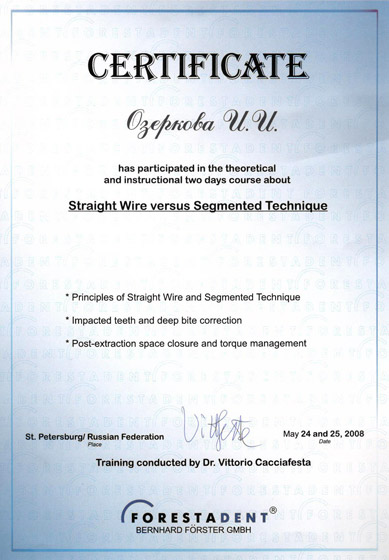 CERTIFICATE
Озеркова И.И.
has participated in the theoretical
and instructional two days course about
Straight Wire versus Segmented Technique
* Principles of Straight Wire and Segmented Technique
* Impacted teeth and deep bite correction
* Post-extraction space closure and torque management
St. Petersburg/ Russian Federation
Place
May 24 and 25, 2008
Date
Training conducted by Dr. Vittorio Cacciafesta
FORESTADENT®
BERNHARD FÖRSTER GMBH